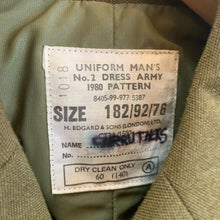 1018
UNIFORM MAN'S
No.2 DRESS ARMY
1980 PATTERN
8405-99-977-5387
SIZE 182/92/76
H. EDGARD & SONS (LONDON) LTD.
NAME
No.
DRY CLEAN ONLY
60 (140) A